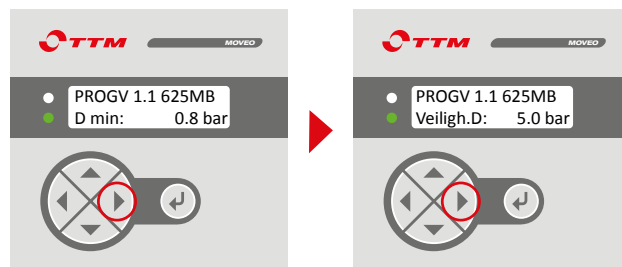 TTM MOVEO
PROGV 1.1 625MB
D min: 0.8 bar
TTM MOVEO
PROGV 1.1 625MB
Veiligh.D: 5.0 bar